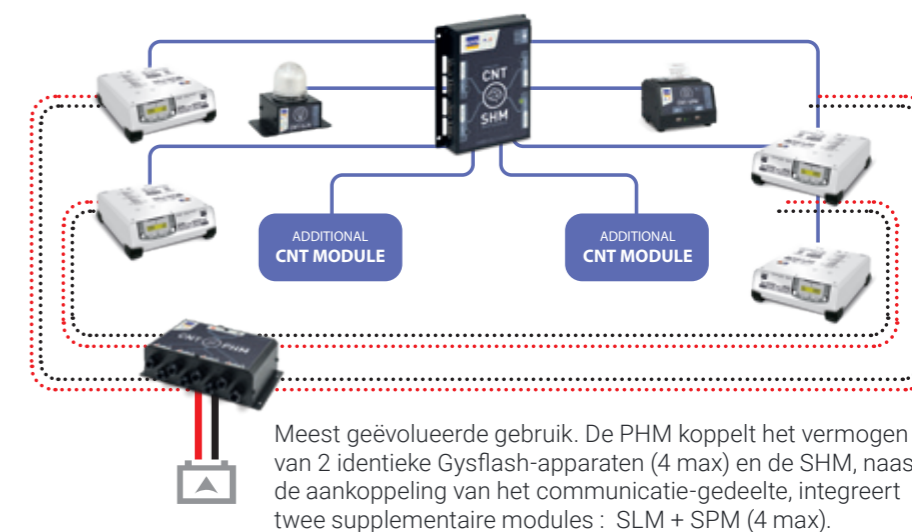 CNT
SHM
ADDITIONAL
CNT MODULE
ADDITIONAL
CNT MODULE
CNT PHM
Meest geëvolueerde gebruik. De PHM koppelt het vermogen
van 2 identieke Gysflash-apparaten (4 max) en de SHM, naas
de aankoppeling van het communicatie-gedeelte, integreert
twee supplementaire modules : SLM + SPM (4 max).